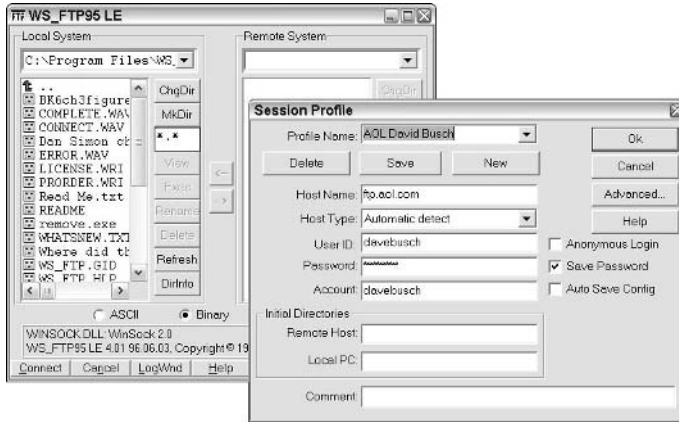 WS_FTP95 LE
Local System
Remote System
C:\Program Files\WS_
..
BK6ch3figure
COMPLETE.WAV
CONNECT.WAV
Dan Simon ch
ERROR.WAV
LICENSE.WRI
PRORDER.WRI
Read Me.txt
README
remove.exe
WHATSNEW.TXT
Where did th
WS_FTP.GID
WS_FTP.HLP
ChgDir
MkDir
*.*
View
Exec
Rename
Delete
Refresh
DirInfo
<--
-->
ChgDir
ASCII
Binary
WINSOCK.DLL: WinSock 2.0
WS_FTP95 LE 4.01 96.06.03, Copyright © 19
Connect
Cancel
LogWnd
Help
Session Profile
Profile Name: AOL David Busch
Delete
Save
New
Host Name: ftp.aol.com
Host Type: Automatic detect
User ID: davebusch
Password: ********
Account: davebusch
Initial Directories
Remote Host:
Local PC:
Comment:
Ok
Cancel
Advanced...
Help
Anonymous Login
Save Password
Auto Save Config